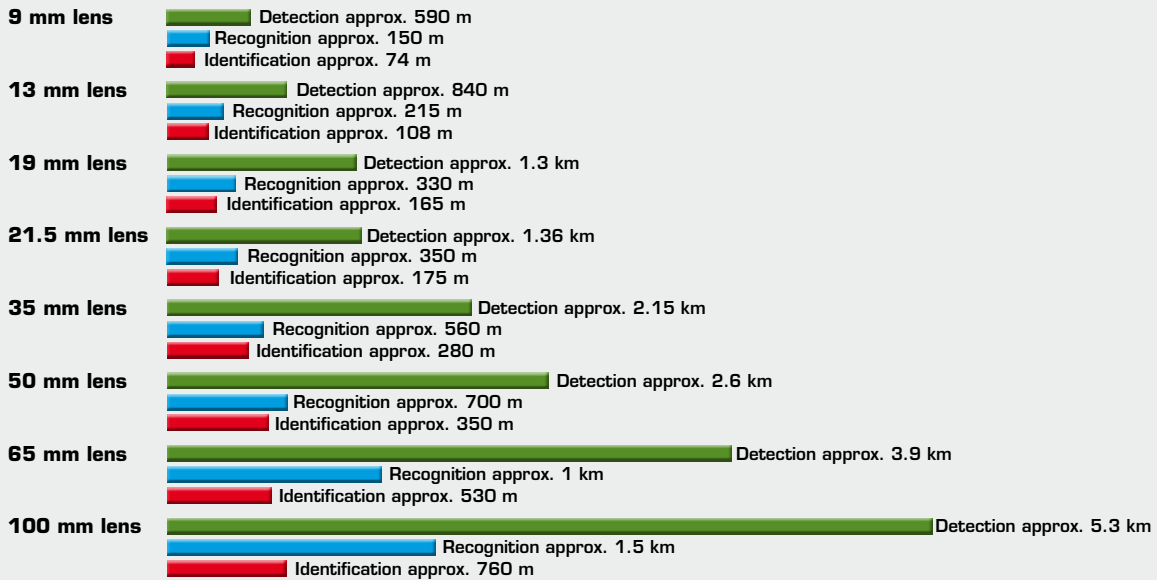 9 mm lens Detection approx. 590 m
Recognition approx. 150 m
Identification approx. 74 m
13 mm lens Detection approx. 840 m
Recognition approx. 215 m
Identification approx. 108 m
19 mm lens Detection approx. 1.3 km
Recognition approx. 330 m
Identification approx. 165 m
21.5 mm lens Detection approx. 1.36 km
Recognition approx. 350 m
Identification approx. 175 m
35 mm lens Detection approx. 2.15 km
Recognition approx. 560 m
Identification approx. 280 m
50 mm lens Detection approx. 2.6 km
Recognition approx. 700 m
Identification approx. 350 m
65 mm lens Detection approx. 3.9 km
Recognition approx. 1 km
Identification approx. 530 m
100 mm lens Detection approx. 5.3 km
Recognition approx. 1.5 km
Identification approx. 760 m